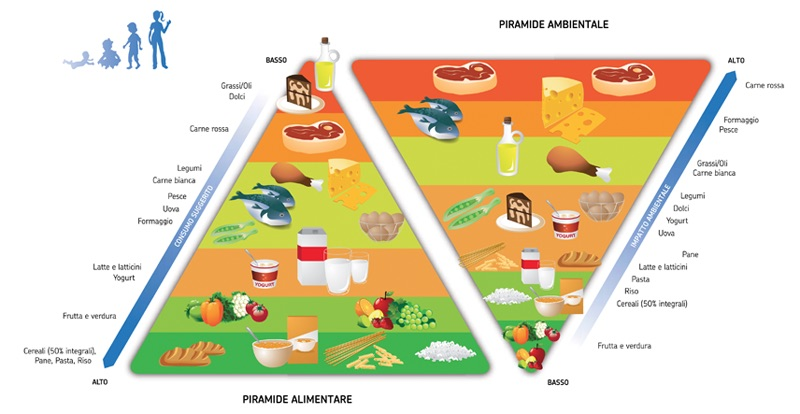 PIRAMIDE AMBIENTALE
BASSO
Grassi/Oli
Dolci
Carne rossa
Legumi
Carne bianca
Pesce
Uova
Formaggio
CONSUMO SUGGERITO
Latte e latticini
Yogurt
Frutta e verdura
Cereali (50% integrali),
Pane, Pasta, Riso
ALTO
YOGURT
PIRAMIDE ALIMENTARE
ALTO
Carne rossa
Formaggio
Pesce
Grassi/Oli
Carne bianca
Legumi
Dolci
Yogurt
Uova
IMPATTO AMBIENTALE
Pane
Latte e latticini
Pasta
Riso
Cereali (50% integrali)
Frutta e verdura
YOGURT
BASSO